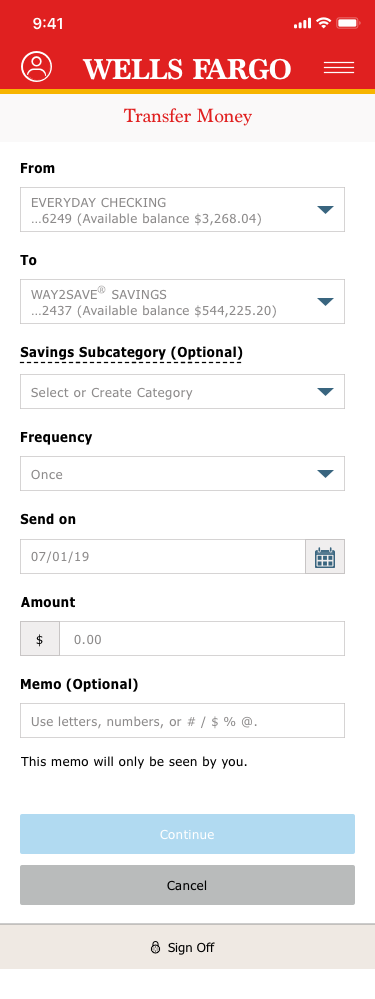 9:41
WELLS FARGO
Transfer Money
From
EVERYDAY CHECKING
...6249 (Available balance $3,268.04)
To
WAY2SAVE® SAVINGS
...2437 (Available balance $544,225.20)
Savings Subcategory (Optional)
Select or Create Category
Frequency
Once
Send on
07/01/19
Amount
$ 0.00
Memo (Optional)
Use letters, numbers, or # / $ % @.
This memo will only be seen by you.
Continue
Cancel
Sign Off